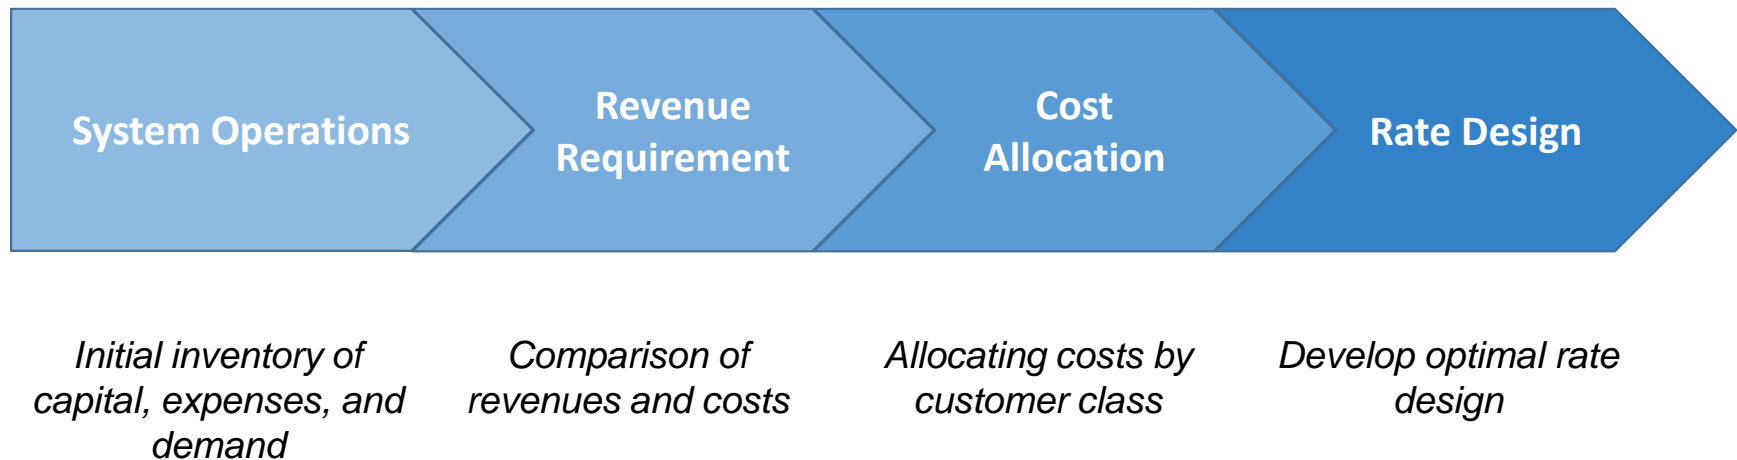 System Operations
Revenue
Requirement
Cost
Allocation
Rate Design
Initial inventory of
capital, expenses, and
demand
Comparison of
revenues and costs
Allocating costs by
customer class
Develop optimal rate
design